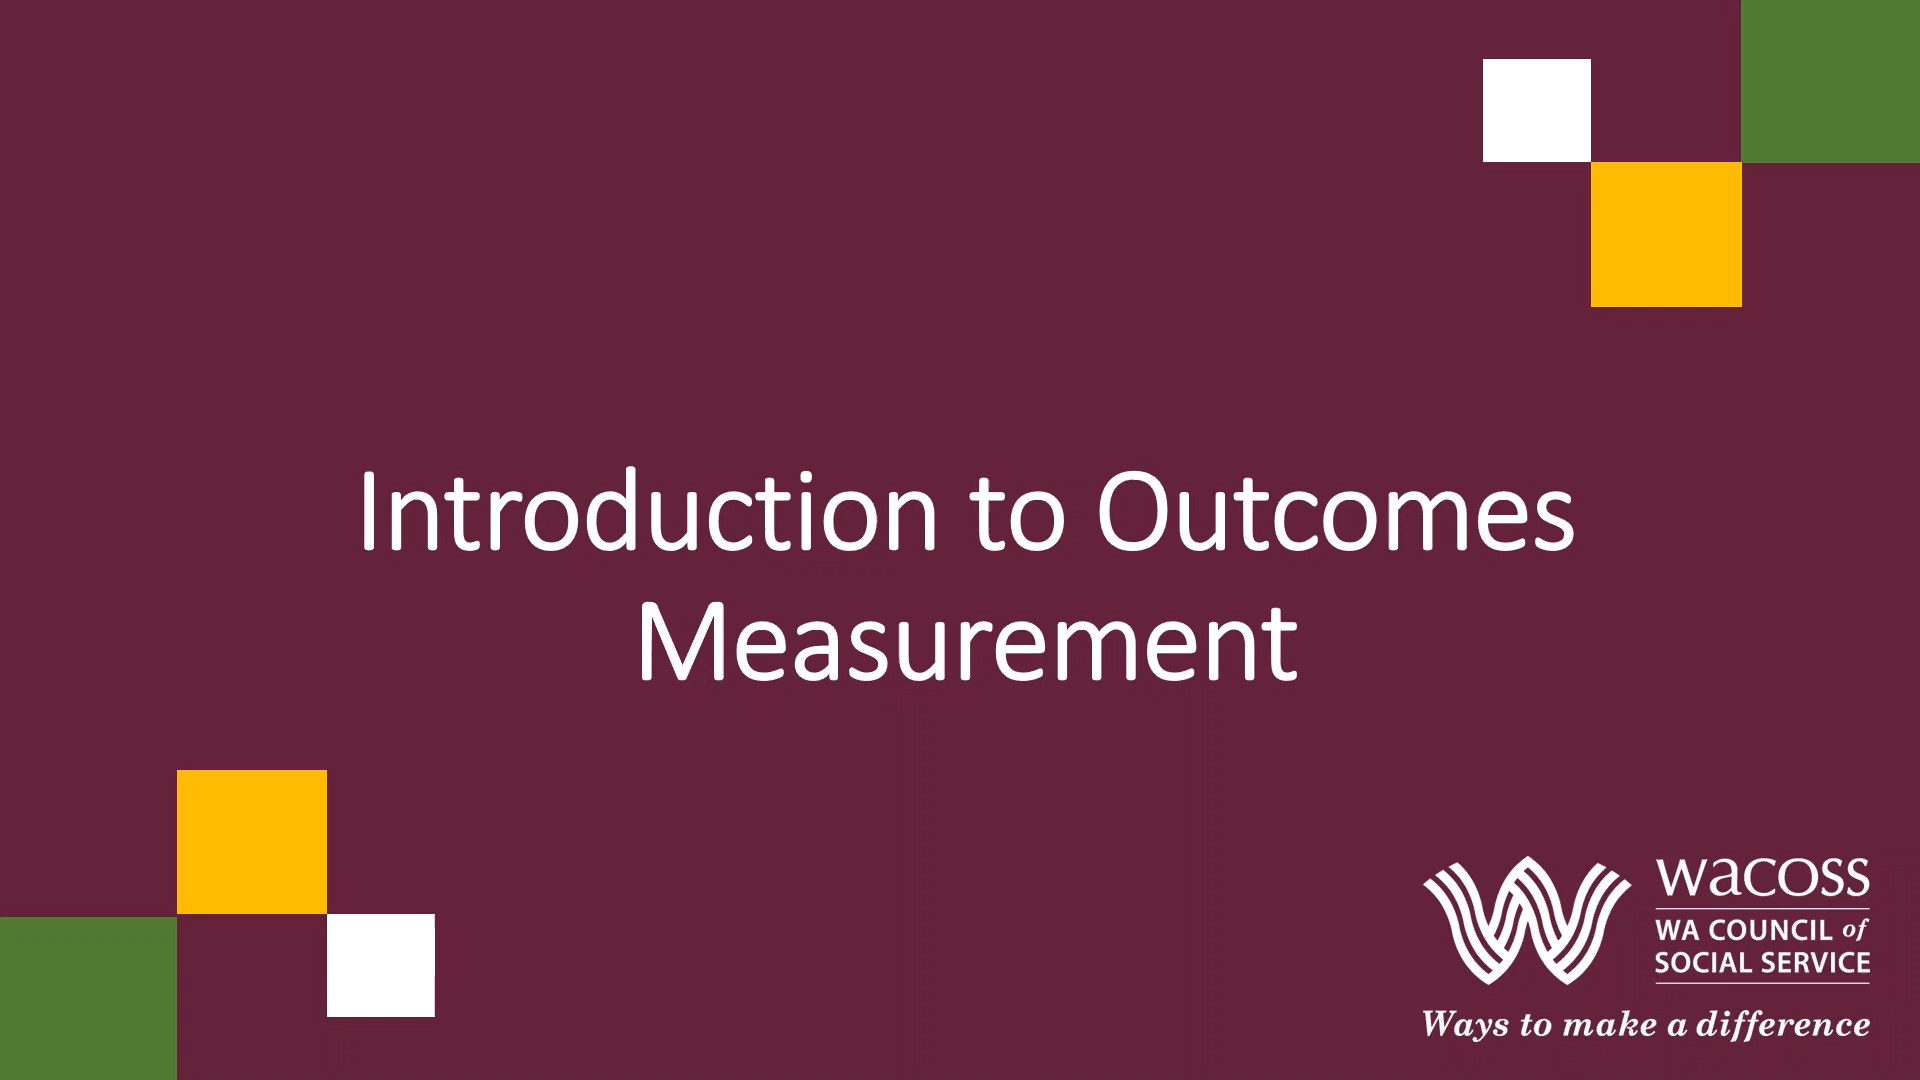 Introduction to Outcomes
Measurement
wacoss
WA COUNCIL of
SOCIAL SERVICE
Ways to make a difference